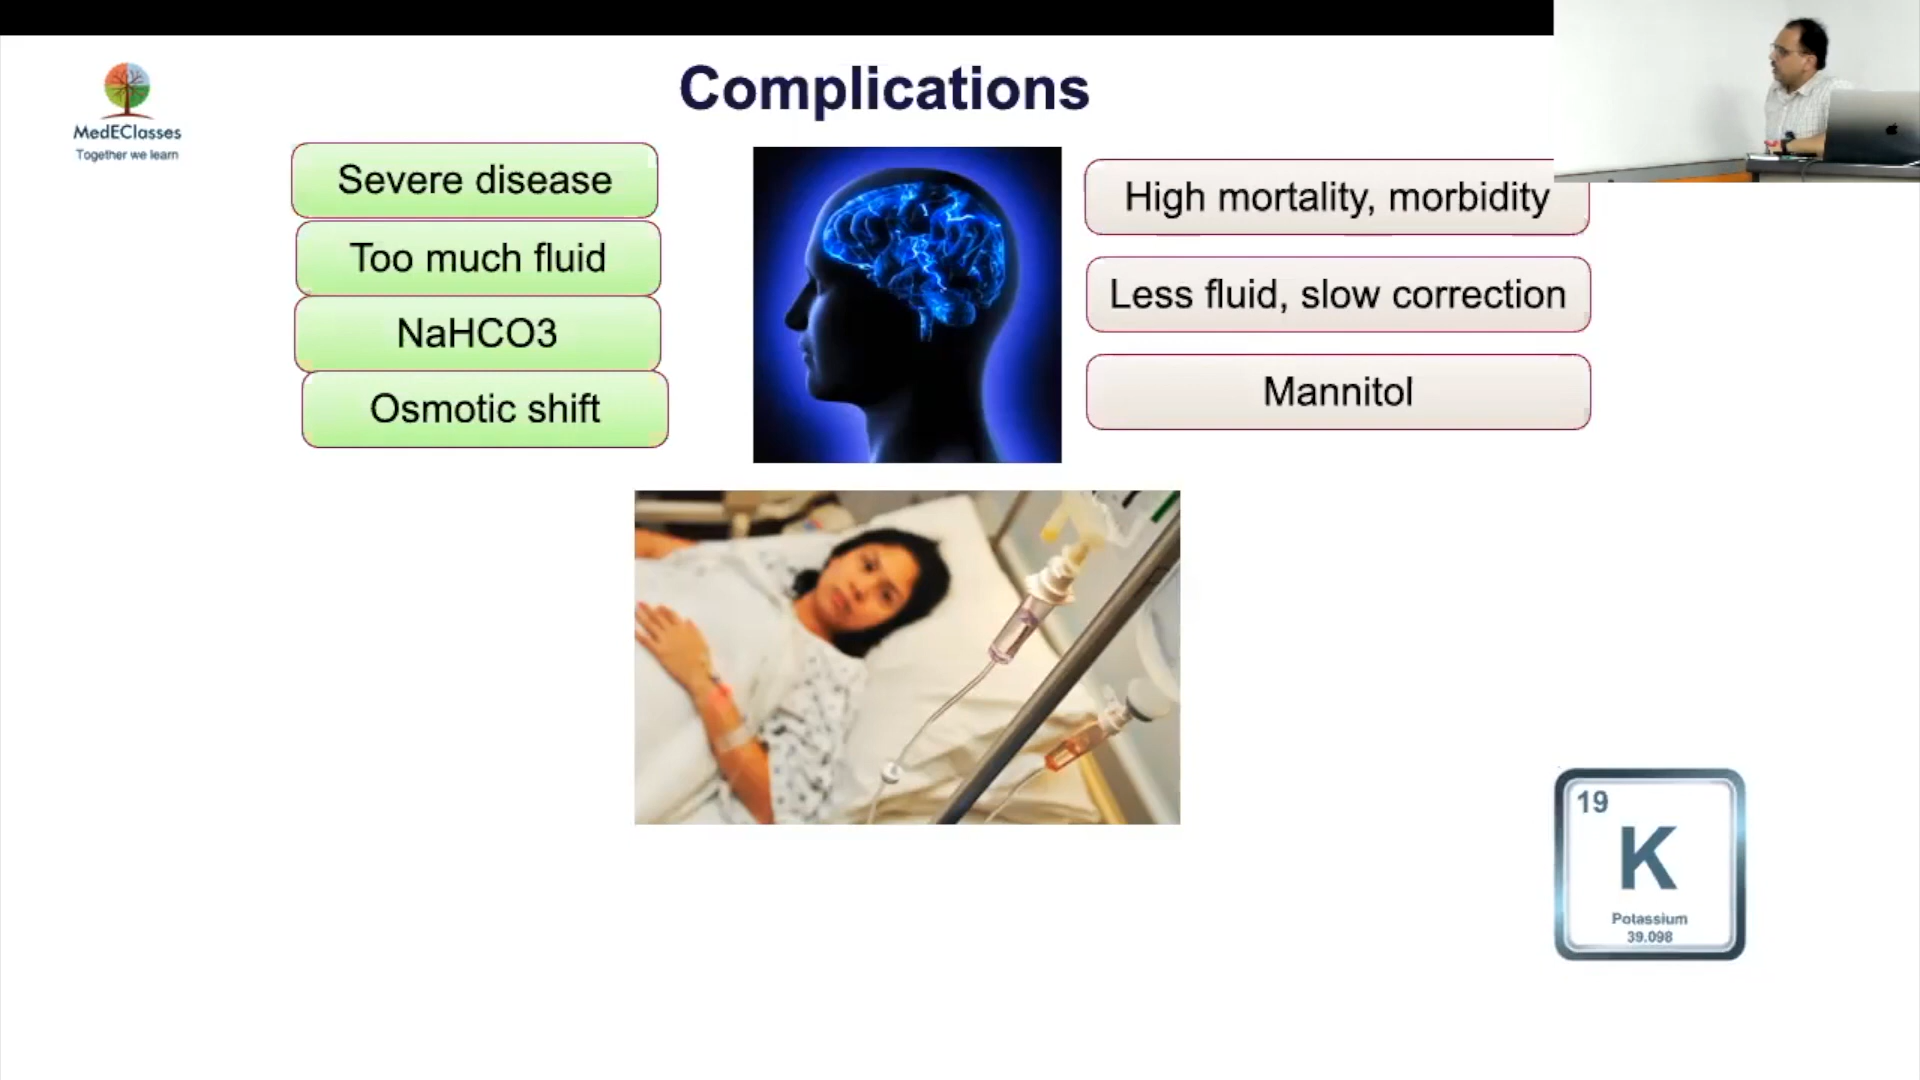 Complications
MedEClasses
Together we learn
Severe disease
Too much fluid
NaHCO3
Osmotic shift
High mortality, morbidity
Less fluid, slow correction
Mannitol
19
K
Potassium
39.098